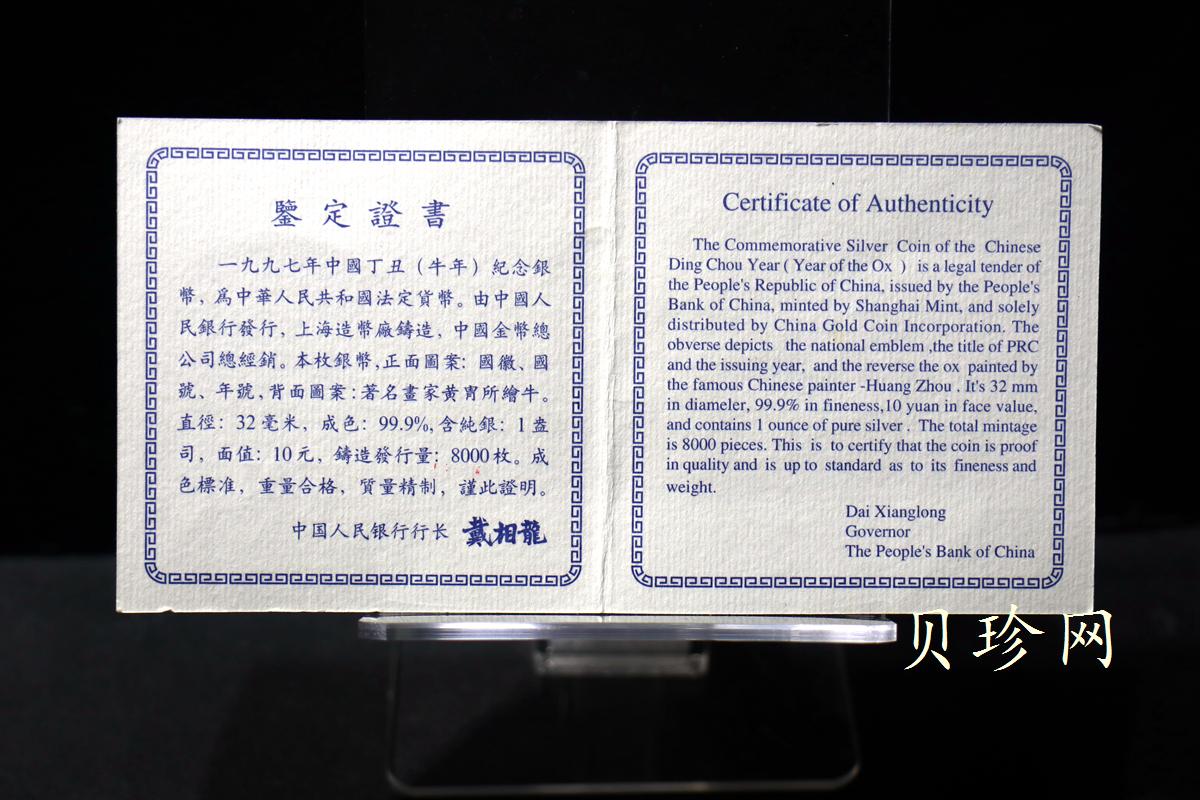 鑒定證書
一九九七年中國丁丑（牛年）紀念銀
幣，爲中華人民共和國法定貨幣。由中國人
民銀行發行，上海造幣廠鑄造，中國金幣總
公司總經銷。本枚銀幣,正面圖案：國徽、國
號、年號,背面圖案:著名畫家黄胄所繪牛。
直徑：32毫米，成色：99.9%,含純銀：1盎
司，面值：10元，鑄造發行量：8000枚。成
色標准，重量合格，質量精制，謹此證明。
中国人民银行行长 戴相龍
Certificate of Authenticity
The Commemorative Silver Coin of the Chinese
Ding Chou Year ( Year of the Ox ) is a legal tender of
the People's Republic of China, issued by the People's
Bank of China, minted by Shanghai Mint, and solely
distributed by China Gold Coin Incorporation. The
obverse depicts the national emblem ,the title of PRC
and the issuing year, and the reverse the ox painted by
the famous Chinese painter -Huang Zhou . It's 32 mm
in diameler, 99.9% in fineness,10 yuan in face value,
and contains 1 ounce of pure silver . The total mintage
is 8000 pieces. This is to certify that the coin is proof
in quality and is up to standard as to its fineness and
weight.
Dai Xianglong
Governor
The People's Bank of China
贝珍网